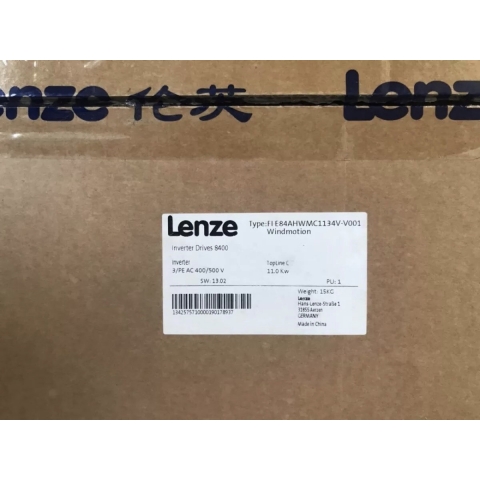 Lenze
enze 伦英 Lenz
Lenze Type:FI E84AHWMC1134V-V001
Windmotion
Inverter Drives 8400
Inverter TopLine C
3/PE AC 400/500 V 11.0 Kw
SW: 13.02 PU: 1
Weight: 15KG
Lenze
Hans-Lenze-Straße 1
31855 Aerzen
GERMANY
Made in China